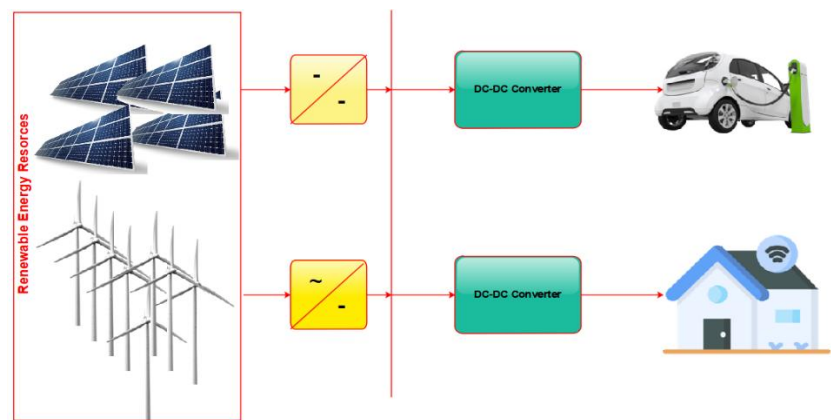 Renewable Energy Resorces
-
-
DC-DC Converter
~
-
DC-DC Converter